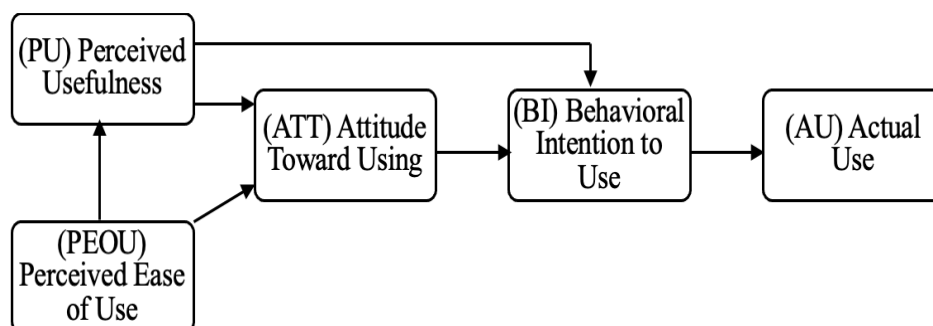 (PU) Perceived
Usefulness
(ATT) Attitude
Toward Using
(BI) Behavioral
Intention to
Use
(AU) Actual
Use
(PEOU)
Perceived Ease
of Use